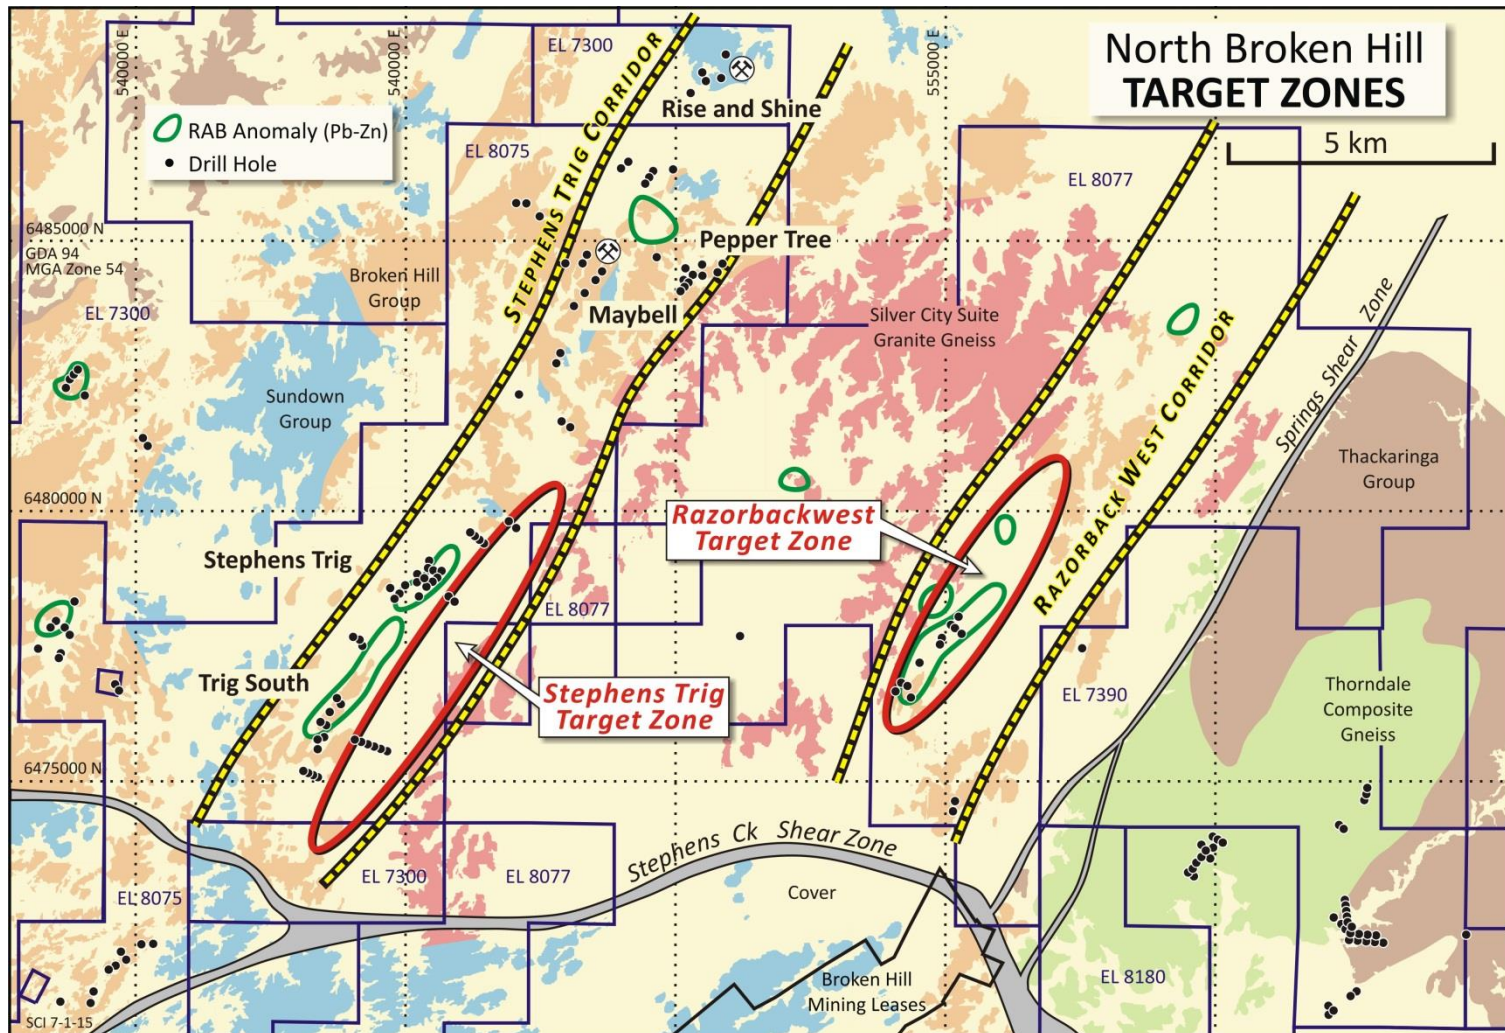 North Broken Hill
TARGET ZONES
5 km
540000 E
540000 E
555000 E
RAB Anomaly (Pb-Zn)
Drill Hole
EL 7300
EL 8075
STEPHENS TRIG CORRIDOR
Rise and Shine
EL 8077
6485000 N
GDA 94
MGA Zone 54
EL 7300
Broken Hill
Group
Pepper Tree
Maybell
Silver City Suite
Granite Gneiss
Springs Shear Zone
RAZORBACK WEST CORRIDOR
Sundown
Group
Thackaringa
Group
6480000 N
Razorbackwest
Target Zone
Stephens Trig
EL 8077
Trig South
Stephens Trig
Target Zone
EL 7390
Thorndale
Composite
Gneiss
6475000 N
Stephens Ck Shear Zone
EL 8075
EL 7300
EL 8077
Cover
Broken Hill
Mining Leases
EL 8180
SCI 7-1-15